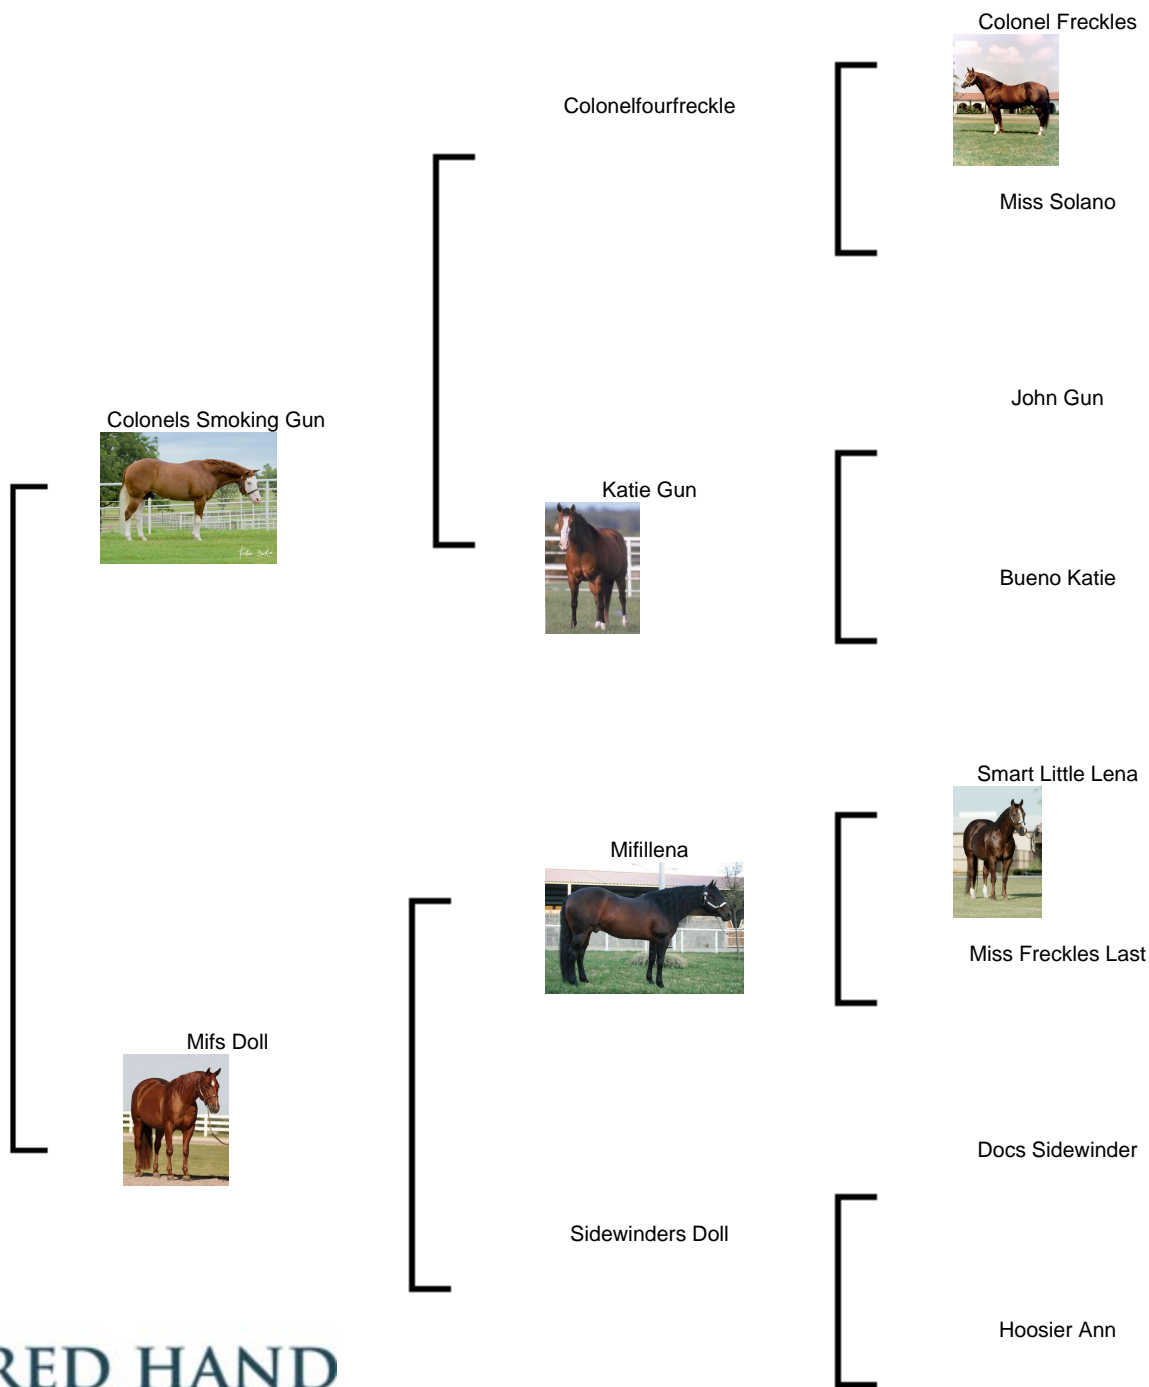 Colonel Freckles
Colonelfourfreckle
Miss Solano
John Gun
Colonels Smoking Gun
Katie Gun
Bueno Katie
Smart Little Lena
Mifillena
Miss Freckles Last
Mifs Doll
Docs Sidewinder
Sidewinders Doll
Hoosier Ann
RED HAND